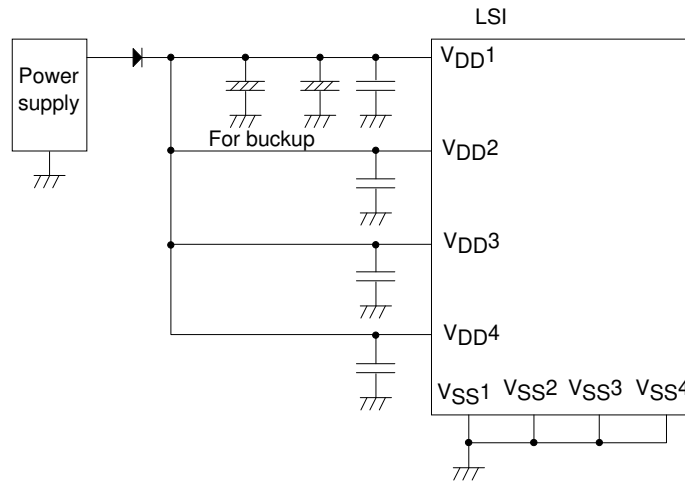 LSI
Power
supply
VDD1
For buckup
VDD2
VDD3
VDD4
VSS1 VSS2 VSS3 VSS4